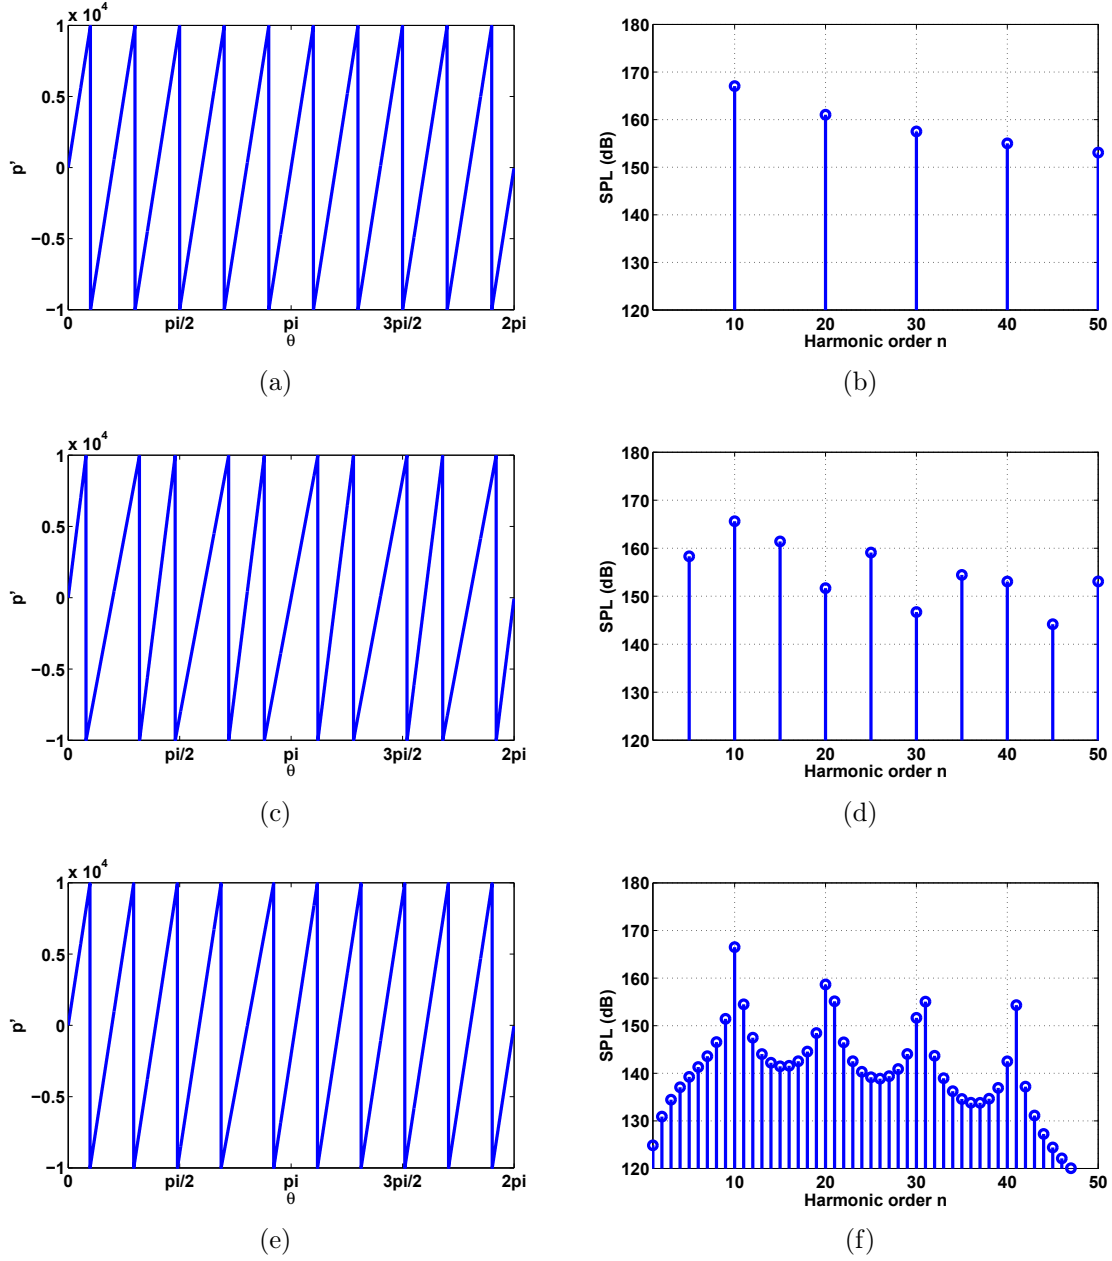 x 10^4
1
0.5
0
−0.5
−1
p'
0 pi/2 pi 3pi/2 2pi
θ
(a)
180
170
160
150
140
130
120
SPL (dB)
10 20 30 40 50
Harmonic order n
(b)
x 10^4
1
0.5
0
−0.5
−1
p'
0 pi/2 pi 3pi/2 2pi
θ
(c)
180
170
160
150
140
130
120
SPL (dB)
10 20 30 40 50
Harmonic order n
(d)
x 10^4
1
0.5
0
−0.5
−1
p'
0 pi/2 pi 3pi/2 2pi
θ
(e)
180
170
160
150
140
130
120
SPL (dB)
10 20 30 40 50
Harmonic order n
(f)